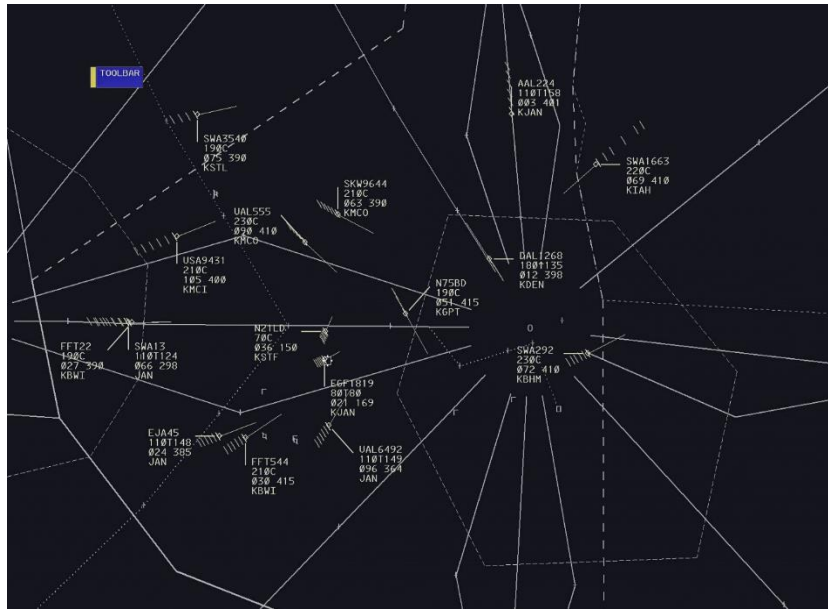 TOOLBAR
AAL224
110T158
003 401
KJAN
SWA3540
190C
075 390
KSTL
SWA1663
220C
069 410
KIAH
SKW9644
210C
063 390
KMCO
UAL555
230C
090 410
KMCO
USA9431
210C
105 400
KMCI
DAL1268
180T135
012 398
KDEN
N75BD
190C
051 415
KGPT
N21LD
70C
036 150
KSTF
FFT22
190C
027 390
KBWI
SWA13
110T124
066 298
JAN
SWA292
230C
072 410
KBHM
EGF1819
80T80
021 169
KJAN
EJA45
110T148
024 385
JAN
FFT544
210C
030 415
KBWI
UAL6492
110T149
096 364
JAN